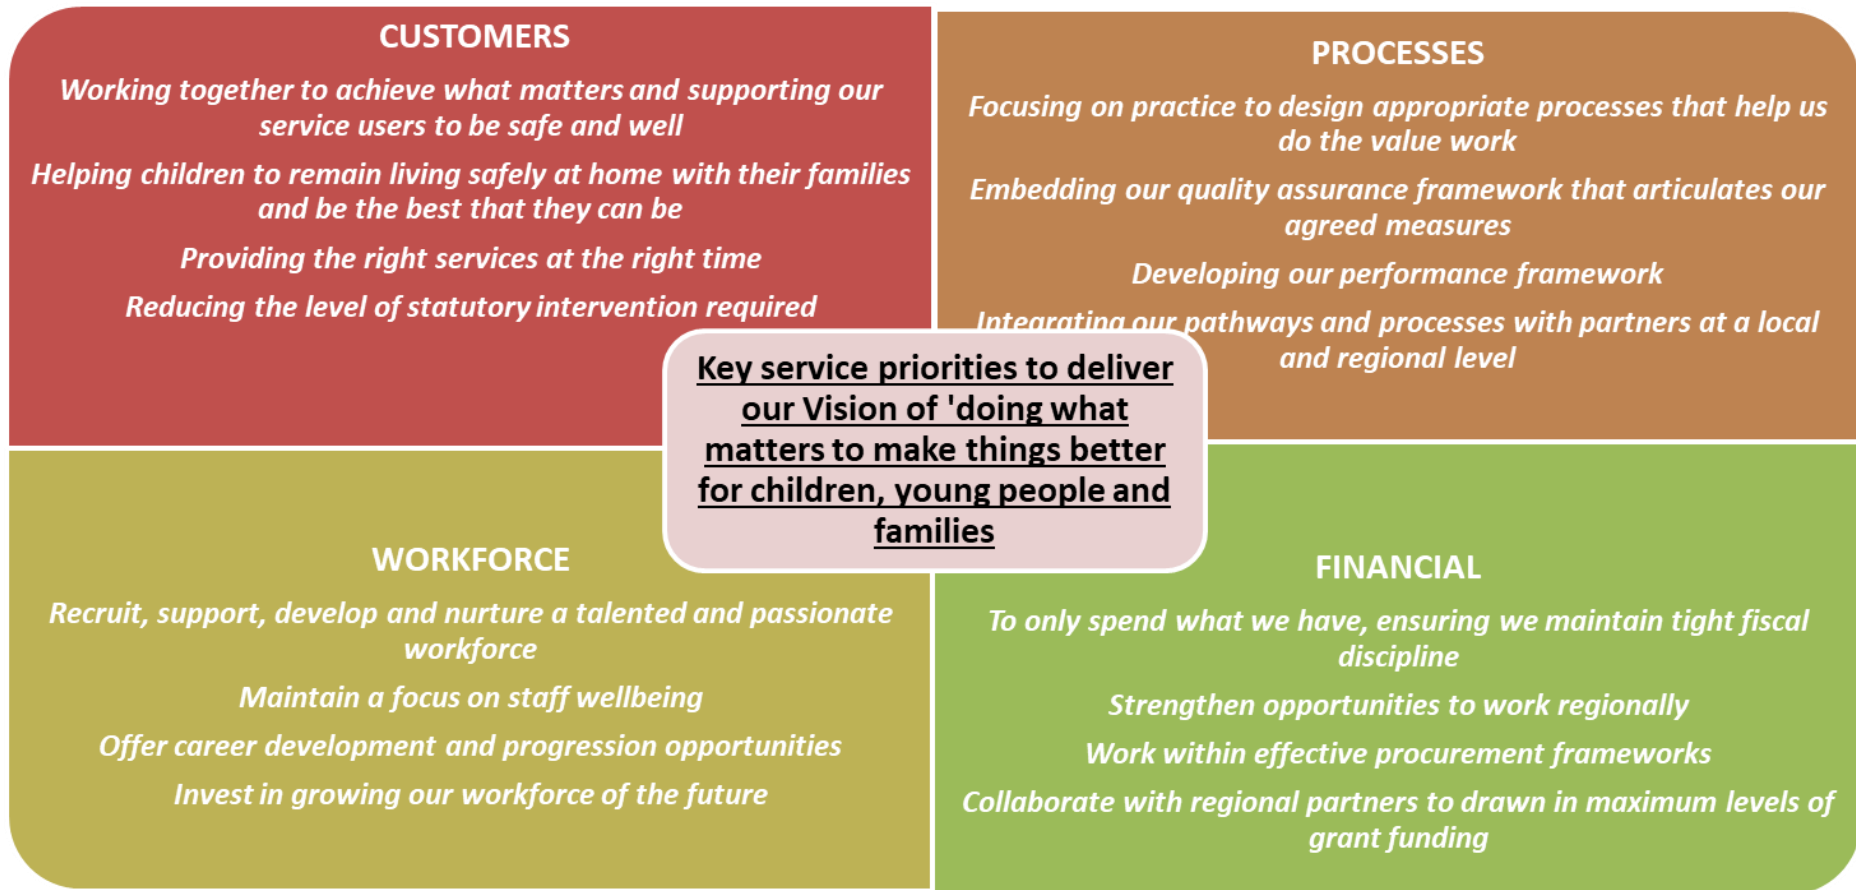 CUSTOMERS
Working together to achieve what matters and supporting our
service users to be safe and well
Helping children to remain living safely at home with their families
and be the best that they can be
Providing the right services at the right time
Reducing the level of statutory intervention required
PROCESSES
Focusing on practice to design appropriate processes that help us
do the value work
Embedding our quality assurance framework that articulates our
agreed measures
Developing our performance framework
Integrating our pathways and processes with partners at a local
and regional level
Key service priorities to deliver
our Vision of 'doing what
matters to make things better
for children, young people and
families
WORKFORCE
Recruit, support, develop and nurture a talented and passionate
workforce
Maintain a focus on staff wellbeing
Offer career development and progression opportunities
Invest in growing our workforce of the future
FINANCIAL
To only spend what we have, ensuring we maintain tight fiscal
discipline
Strengthen opportunities to work regionally
Work within effective procurement frameworks
Collaborate with regional partners to drawn in maximum levels of
grant funding